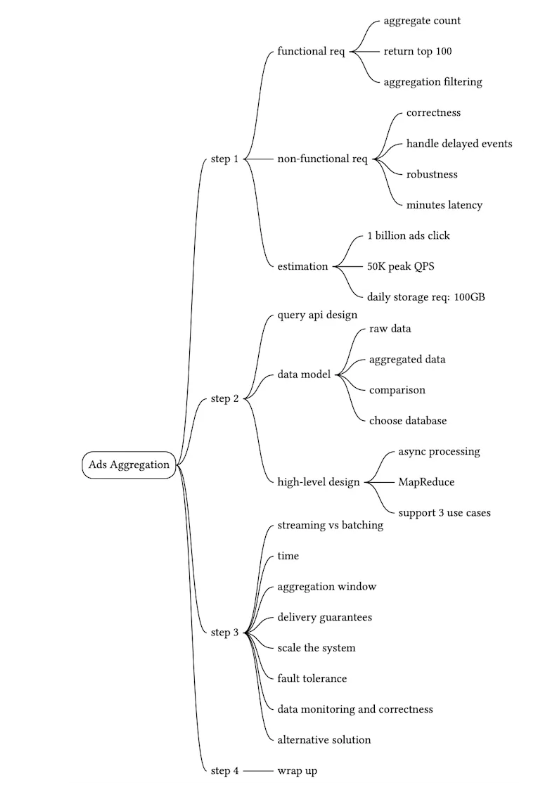 aggregate count
functional req
return top 100
aggregation filtering
correctness
handle delayed events
step 1
non-functional req
robustness
minutes latency
1 billion ads click
estimation
50K peak QPS
daily storage req: 100GB
query api design
raw data
aggregated data
data model
comparison
step 2
choose database
async processing
Ads Aggregation
high-level design
MapReduce
support 3 use cases
streaming vs batching
time
aggregation window
delivery guarantees
step 3
scale the system
fault tolerance
data monitoring and correctness
alternative solution
step 4
wrap up